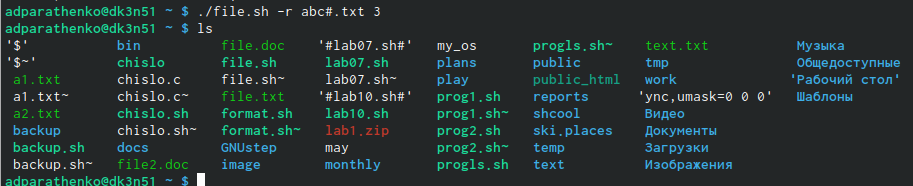 adparathenko@dk3n51 ~ $ ./file.sh -r abc#.txt 3
adparathenko@dk3n51 ~ $ ls
'$' bin file.doc '#lab07.sh#' my_os progls.sh~ text.txt Музыка
'$~' chislo file.sh lab07.sh plans public tmp Общедоступные
a1.txt chislo.c file.sh~ lab07.sh~ play public_html work 'Рабочий стол'
a1.txt~ chislo.c~ file.txt '#lab10.sh#' prog1.sh reports 'ync,umask=0 0 0' Шаблоны
a2.txt chislo.sh format.sh lab10.sh prog1.sh~ shcool Видео
backup chislo.sh~ format.sh~ lab1.zip prog2.sh ski.places Документы
backup.sh docs GNUstep may prog2.sh~ temp Загрузки
backup.sh~ file2.doc image monthly progls.sh text Изображения
adparathenko@dk3n51 ~ $